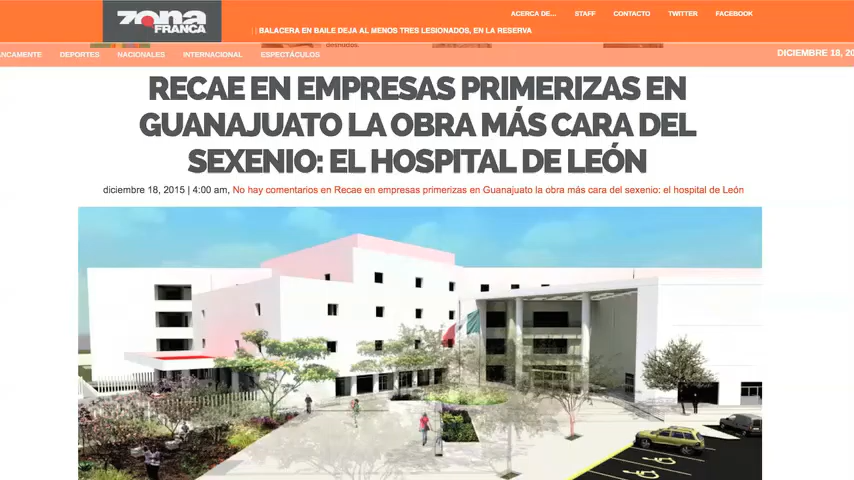 zona
FRANCA
ACERCA DE...
STAFF
CONTACTO
TWITTER
FACEBOOK
| BALACERA EN BAILE DEJA AL MENOS TRES LESIONADOS, EN LA RESERVA
DEPORTES
NACIONALES
INTERNACIONAL
ESPECTÁCULOS
DICIEMBRE 18, 20
RECAE EN EMPRESAS PRIMERIZAS EN
GUANAJUATO LA OBRA MÁS CARA DEL
SEXENIO: EL HOSPITAL DE LEÓN
diciembre 18, 2015 | 4:00 am, No hay comentarios en Recae en empresas primerizas en Guanajuato la obra más cara del sexenio: el hospital de León